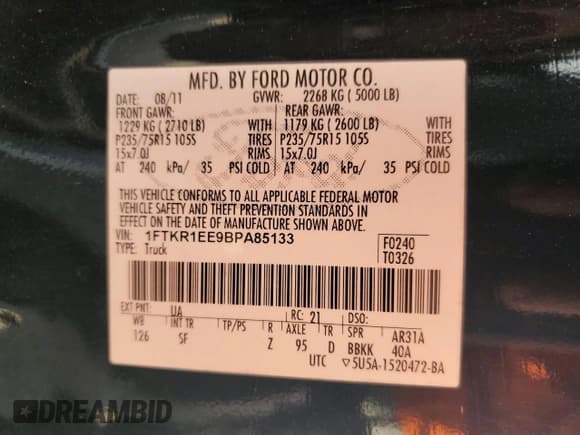 MFD. BY FORD MOTOR CO.
DATE: 08/11 GVWR: 2268 KG ( 5000 LB)
FRONT GAWR: REAR GAWR:
1229 KG ( 2710 LB) WITH 1179 KG ( 2600 LB) WITH
P235/75R15 105S TIRES P235/75R15 105S TIRES
15x7.0J RIMS 15x7.0J RIMS
AT 240 kPa/ 35 PSI COLD AT 240 kPa/ 35 PSI COLD
THIS VEHICLE CONFORMS TO ALL APPLICABLE FEDERAL MOTOR
VEHICLE SAFETY AND THEFT PREVENTION STANDARDS IN
EFFECT ON THE DATE OF MANUFACTURE SHOWN ABOVE.
VIN: 1FTKR1EE9BPA85133 F0240
TYPE: Truck T0326
EXT PNT: UA RC: 21 DSO:
WB INT TR TP/PS R AXLE TR SPR AR31A
126 SF Z 95 D BBKK 40A
UTC ▽5U5A-1520472-BA
DREAMBID